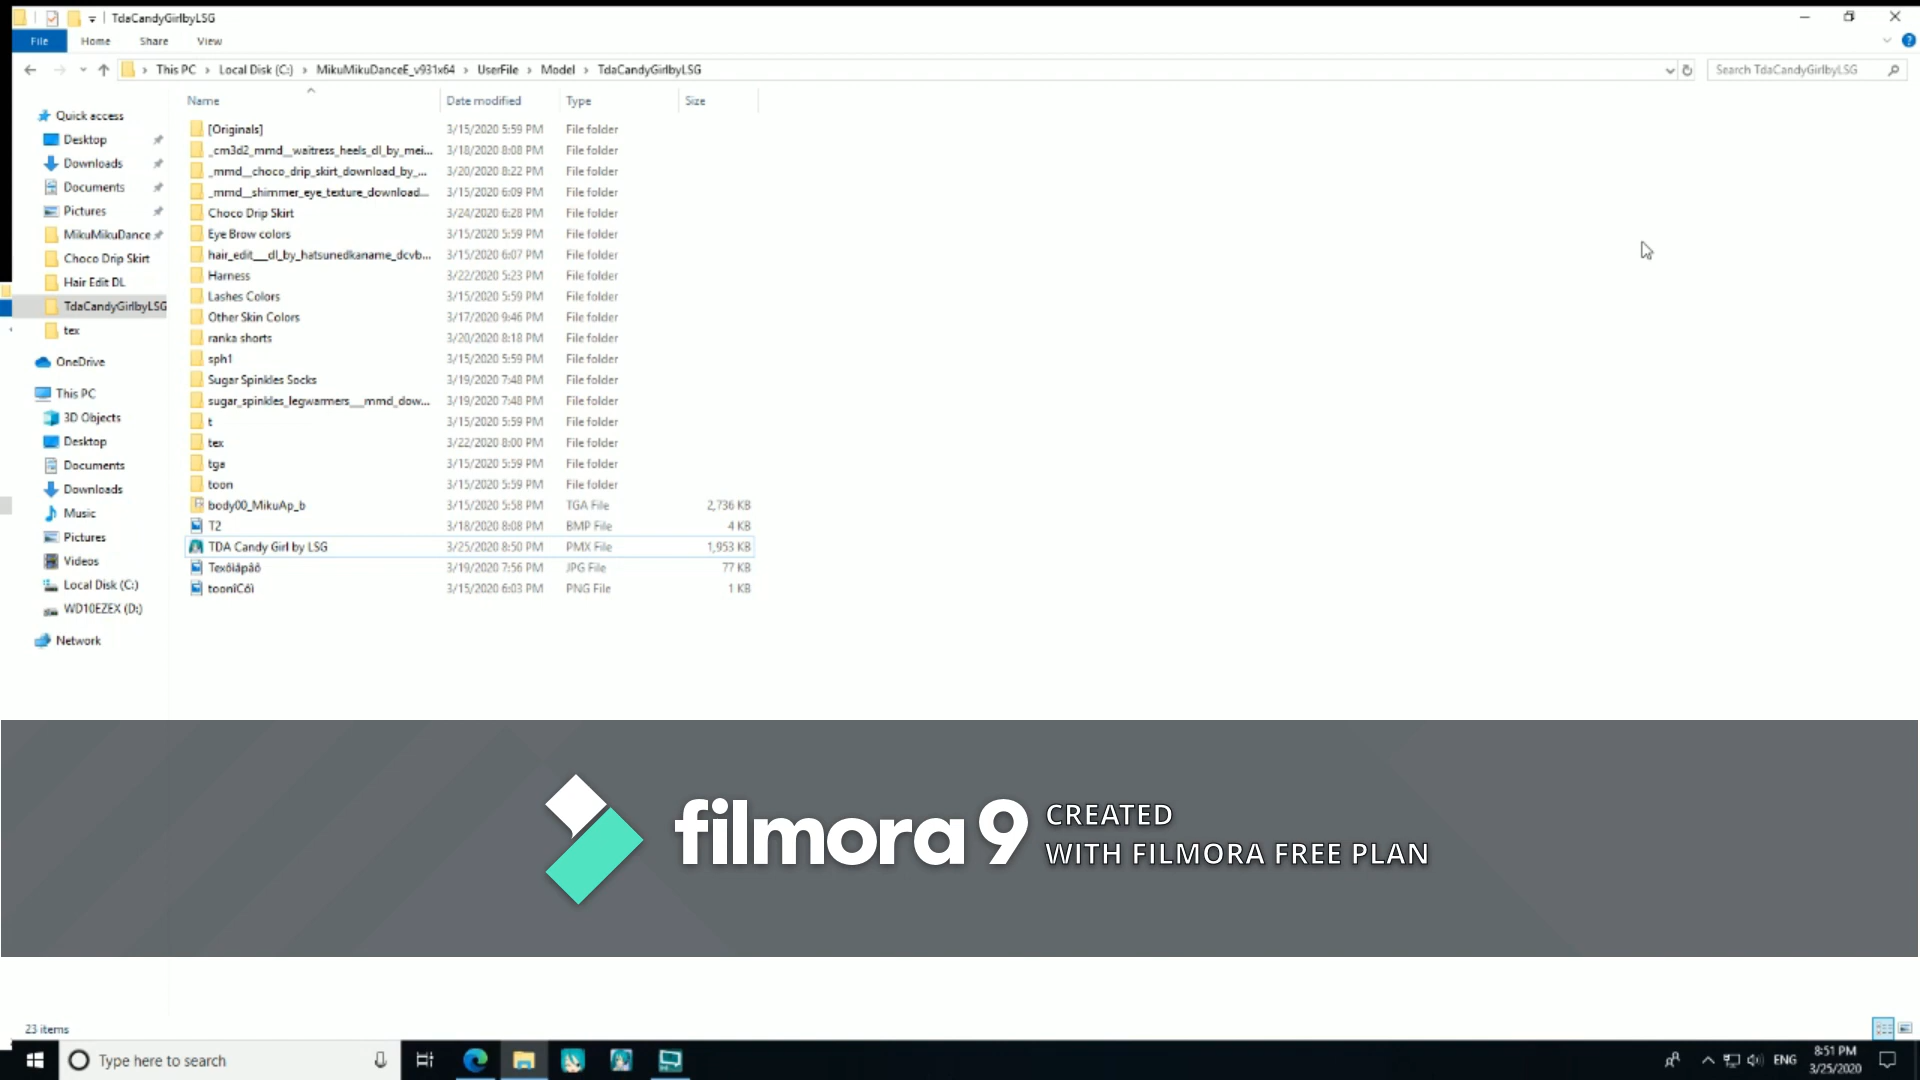 TdaCandyGirlbyLSG
File Home Share View
This PC Local Disk (C:) MikuMikuDanceE_v931x64 UserFile Model TdaCandyGirlbyLSG
Search TdaCandyGirlbyLSG
Name Date modified Type Size
Quick access
Desktop
Downloads
Documents
Pictures
MikuMikuDance
Choco Drip Skirt
Hair Edit DL
TdaCandyGirlbyLSG
tex
OneDrive
This PC
3D Objects
Desktop
Documents
Downloads
Music
Pictures
Videos
Local Disk (C:)
WD10EZEX (D:)
Network
[Originals] 3/15/2020 5:59 PM File folder
_cm3d2_mmd__waitress_heels_dl_by_mei... 3/18/2020 8:08 PM File folder
_mmd__choco_drip_skirt_download_by_... 3/20/2020 8:22 PM File folder
_mmd__shimmer_eye_texture_download... 3/15/2020 6:09 PM File folder
Choco Drip Skirt 3/24/2020 6:28 PM File folder
Eye Brow colors 3/15/2020 5:59 PM File folder
hair_edit___dl_by_hatsunedkaname_dcvb... 3/15/2020 6:07 PM File folder
Harness 3/22/2020 5:23 PM File folder
Lashes Colors 3/15/2020 5:59 PM File folder
Other Skin Colors 3/17/2020 9:46 PM File folder
ranka shorts 3/20/2020 8:18 PM File folder
sph1 3/15/2020 5:59 PM File folder
Sugar Spinkles Socks 3/19/2020 7:48 PM File folder
sugar_spinkles_legwarmers___mmd_dow... 3/19/2020 7:48 PM File folder
t 3/15/2020 5:59 PM File folder
tex 3/22/2020 8:00 PM File folder
tga 3/15/2020 5:59 PM File folder
toon 3/15/2020 5:59 PM File folder
body00_MikuAp_b 3/15/2020 5:58 PM TGA File 2,736 KB
T2 3/18/2020 8:08 PM BMP File 4 KB
TDA Candy Girl by LSG 3/25/2020 8:50 PM PMX File 1,953 KB
3/19/2020 7:56 PM JPG File 77 KB
3/15/2020 6:03 PM PNG File 1 KB
filmora9 CREATED
WITH FILMORA FREE PLAN
23 items
Type here to search
ENG
8:51 PM
3/25/2020